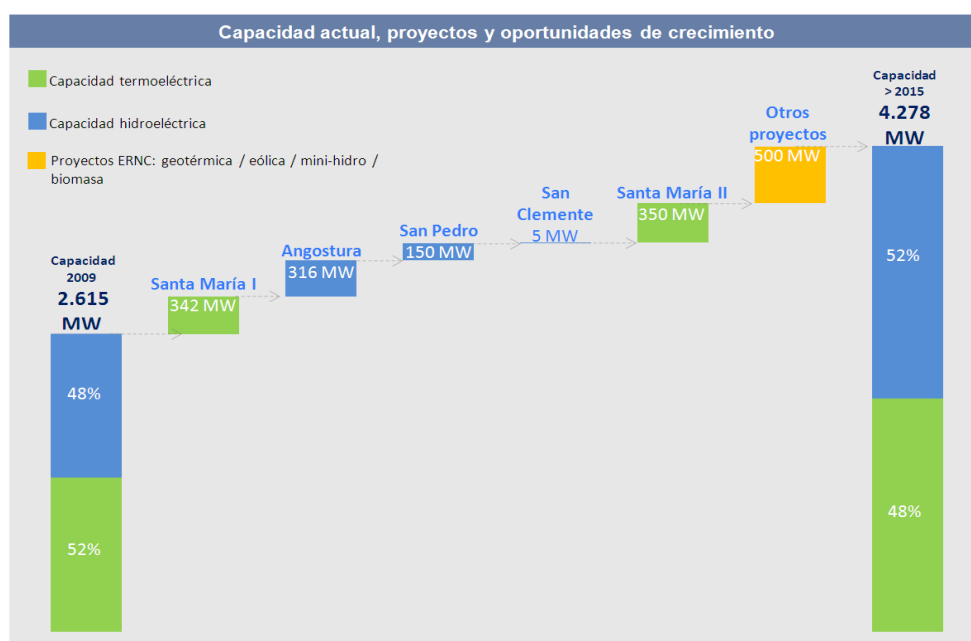 Capacidad actual, proyectos y oportunidades de crecimiento
Capacidad termoeléctrica
Capacidad hidroeléctrica
Proyectos ERNC: geotérmica / eólica / mini-hidro /
biomasa
Capacidad
2009
2.615
MW
48%
52%
Santa María I
342 MW
Angostura
316 MW
San Pedro
150 MW
San
Clemente
5 MW
Santa María II
350 MW
Otros
proyectos
500 MW
Capacidad
> 2015
4.278
MW
52%
48%